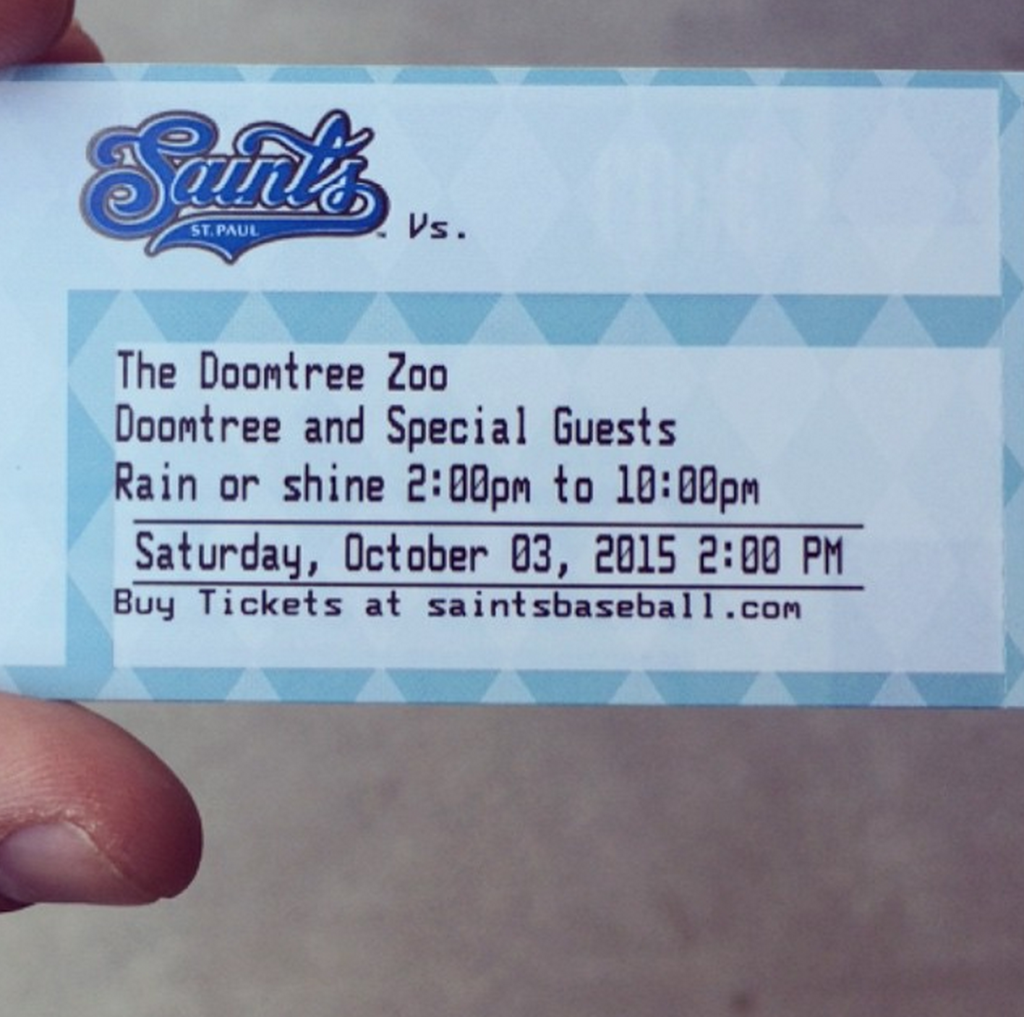 Saints
ST. PAUL
Vs.
The Doomtree Zoo
Doomtree and Special Guests
Rain or shine 2:00pm to 10:00pm
Saturday, October 03, 2015 2:00 PM
Buy Tickets at saintsbaseball.com